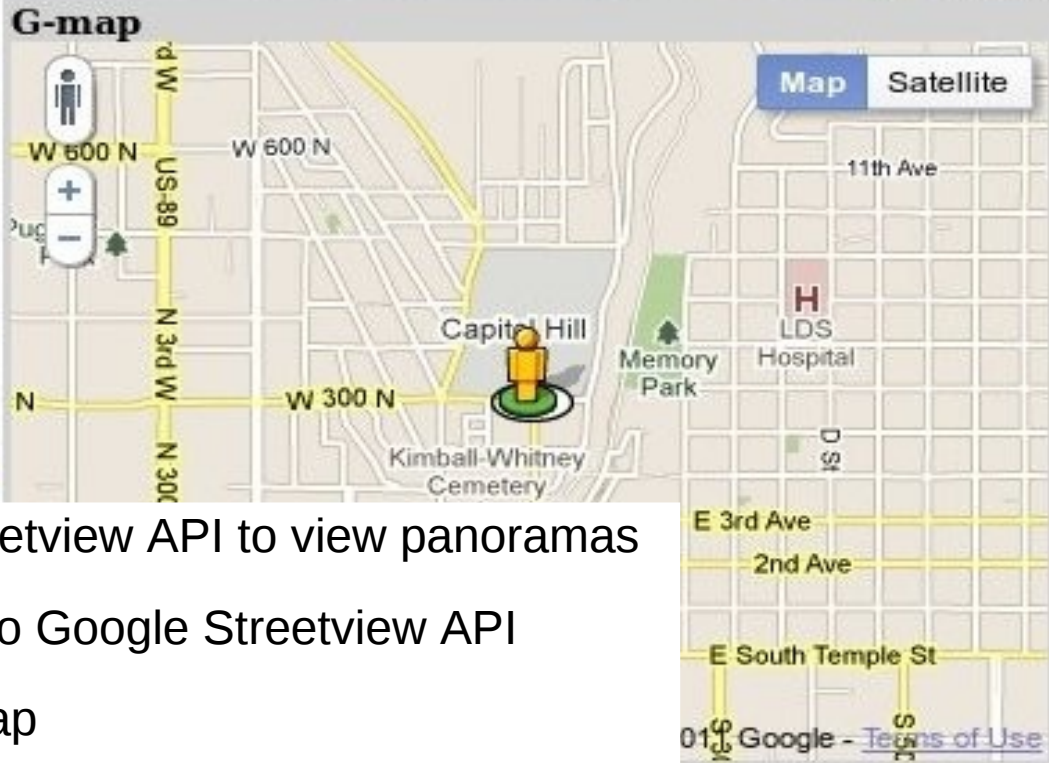 G-map
rd W
Map
Satellite
W 600 N
W 600 N
11th Ave
US-89
+
−
H
Capitol Hill
LDS
Hospital
Memory
Park
N 3rd W
N
W 300 N
D St
Kimball-Whitney
Cemetery
N 300
E 3rd Ave
etview API to view panoramas
2nd Ave
o Google Streetview API
E South Temple St
ap
Google - Terms of Use